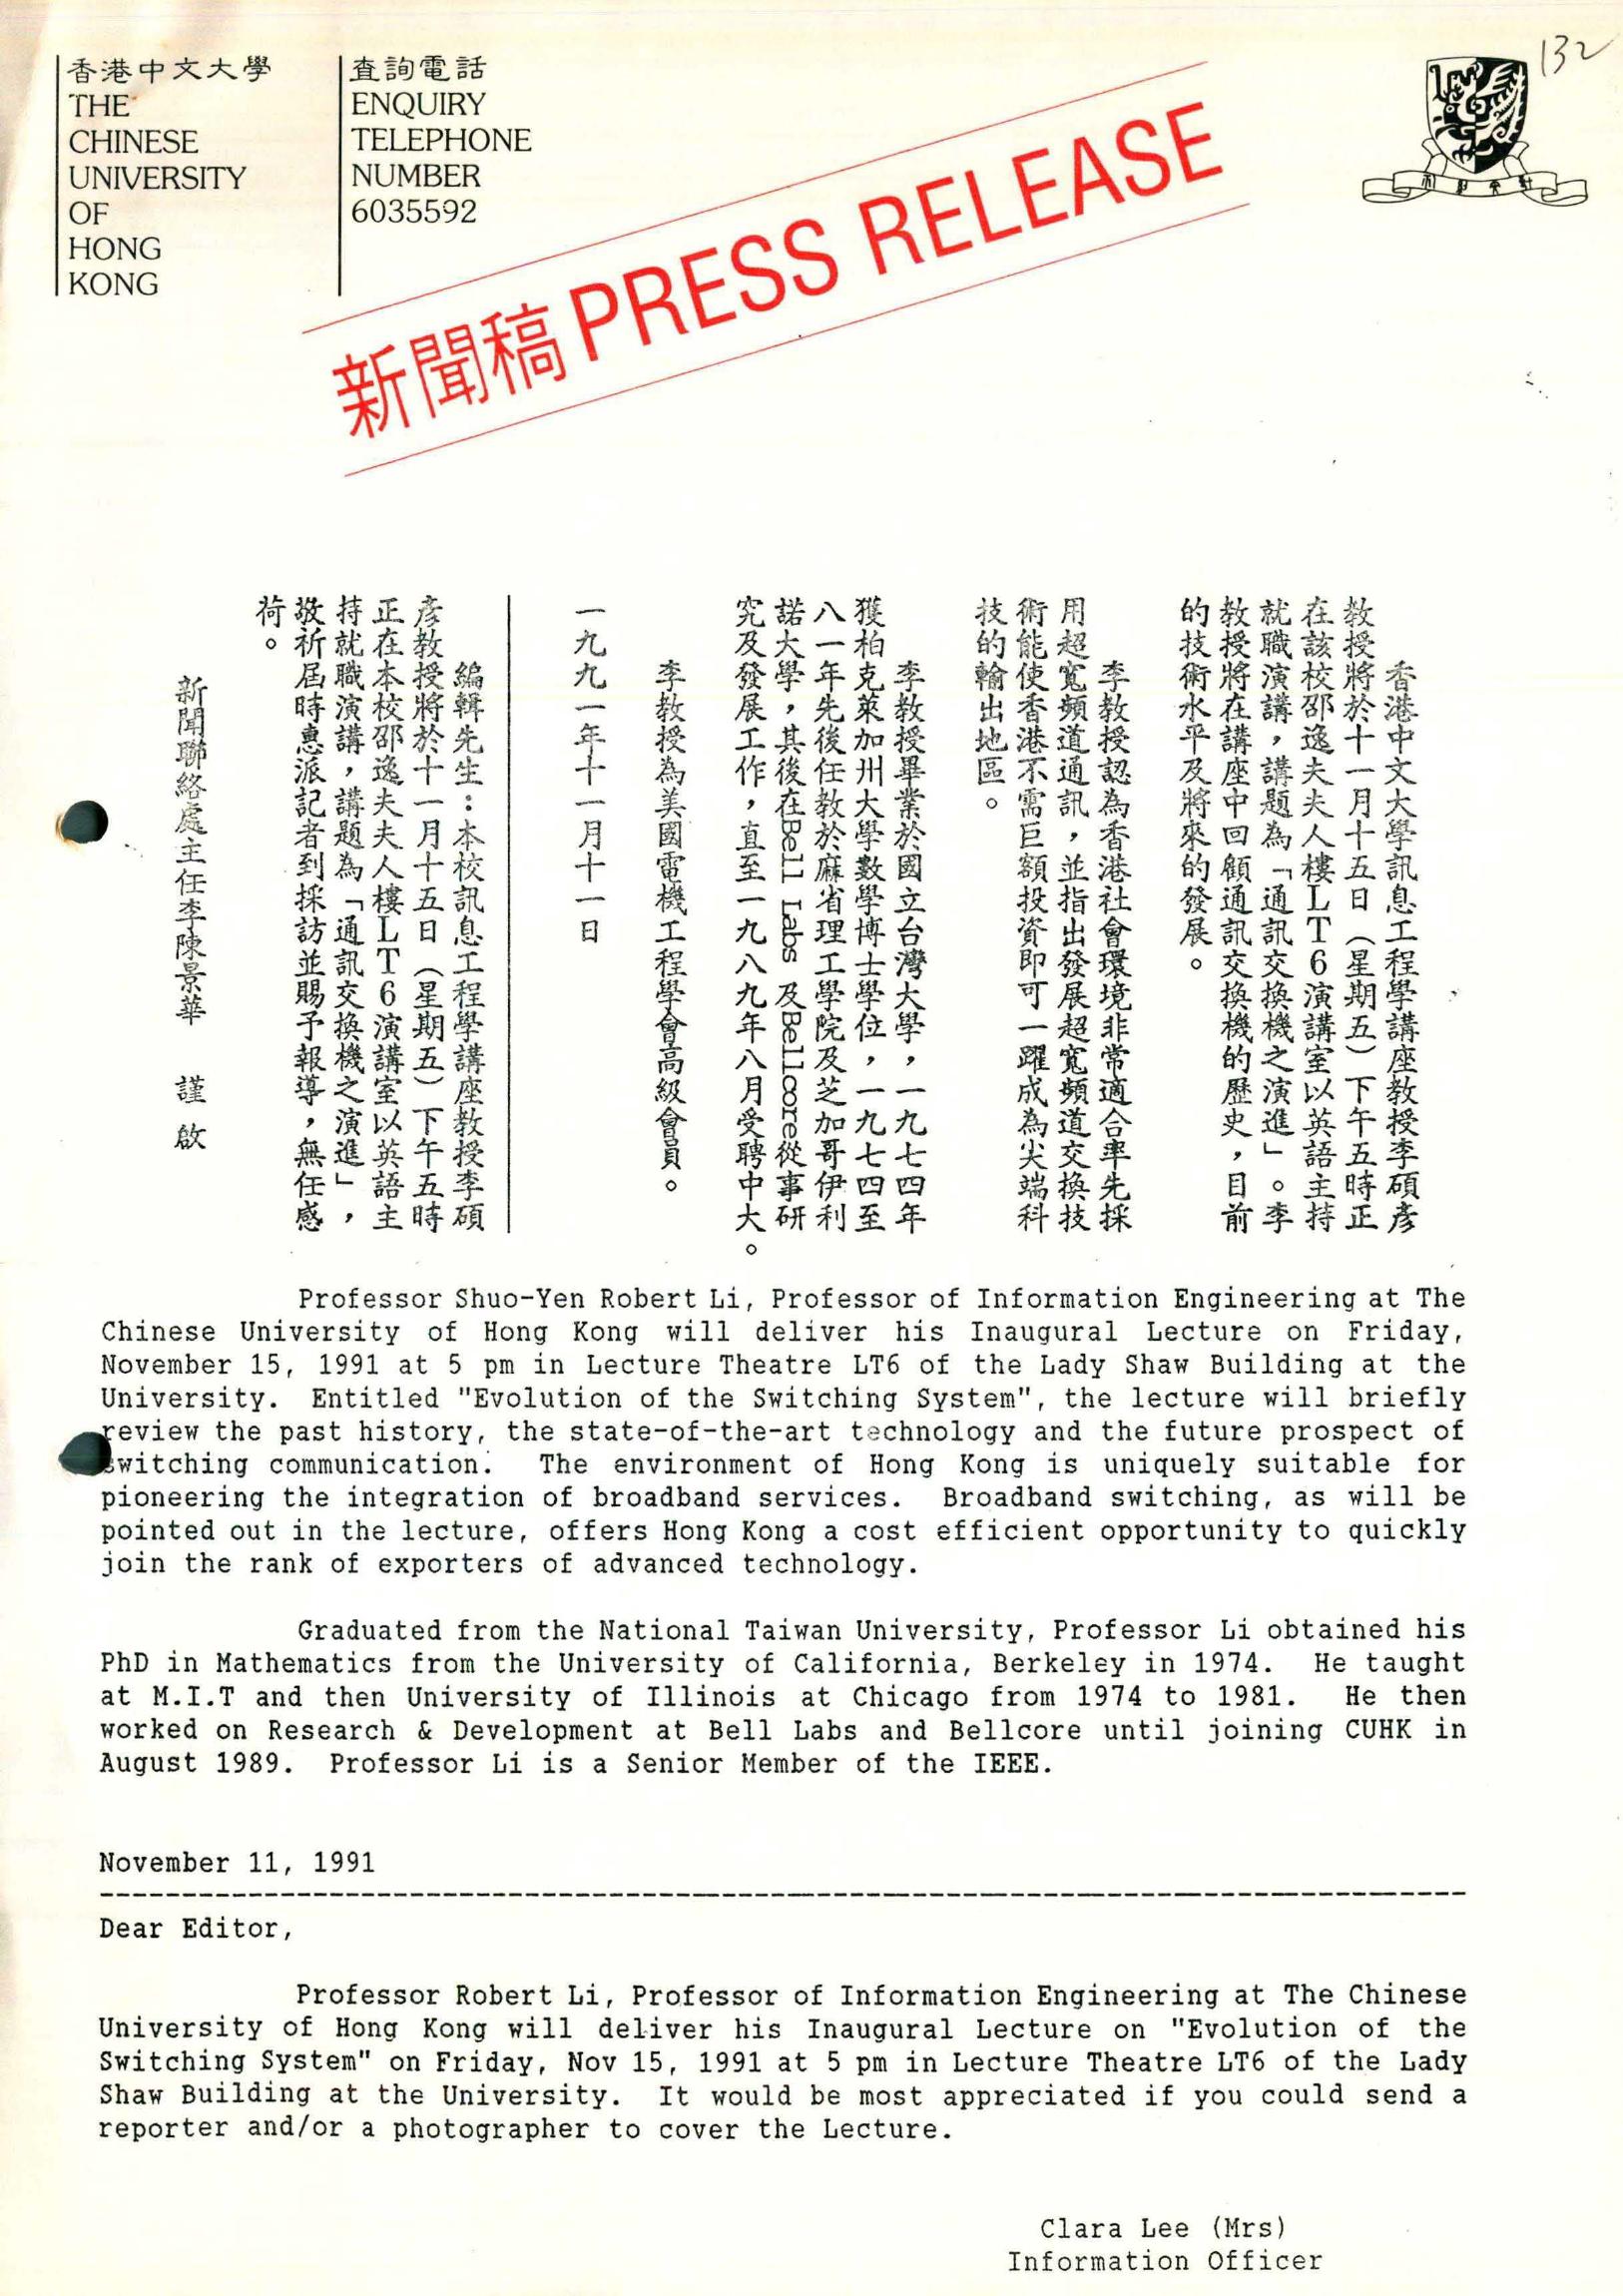 香港中文大學
THE
CHINESE
UNIVERSITY
OF
HONG
KONG
查詢電話
ENQUIRY
TELEPHONE
NUMBER
6035592
132
新聞稿 PRESS RELEASE
香港中文大學訊息工程學講座教授李碩彥
教授將於十一月十五日（星期五）下午五時正
在該校邵逸夫夫人樓LT6演講室以英語主持
就職演講，講題為「通訊交換機之演進」。李
教授將在講座中回顧通訊交換機的歷史，目前
的技術水平及將來的發展。
李教授認為香港社會環境非常適合率先採
用超寬頻道通訊，並指出發展超寬頻道交換技
術能使香港不需巨額投資即可一躍成為尖端科
技的輸出地區。
李教授畢業於國立台灣大學，一九七四年
獲柏克萊加州大學數學博士學位，一九七四至
八一年先後任教於麻省理工學院及芝加哥伊利
諾大學，其後在Bell Labs 及Bellcore從事研
究及發展工作，直至一九八九年八月受聘中大。
李教授為美國電機工程學會高級會員。
一九九一年十一月十一日
編輯先生：本校訊息工程學講座教授李碩
彥教授將於十一月十五日（星期五）下午五時
正在本校邵逸夫夫人樓LT6演講室以英語主
持就職演講，講題為「通訊交換機之演進」，
敬祈屆時惠派記者到採訪並賜予報導，無任感
荷。
新聞聯絡處主任李陳景華 謹啟
Professor Shuo-Yen Robert Li, Professor of Information Engineering at The
Chinese University of Hong Kong will deliver his Inaugural Lecture on Friday,
November 15, 1991 at 5 pm in Lecture Theatre LT6 of the Lady Shaw Building at the
University. Entitled "Evolution of the Switching System", the lecture will briefly
review the past history, the state-of-the-art technology and the future prospect of
switching communication. The environment of Hong Kong is uniquely suitable for
pioneering the integration of broadband services. Broadband switching, as will be
pointed out in the lecture, offers Hong Kong a cost efficient opportunity to quickly
join the rank of exporters of advanced technology.
Graduated from the National Taiwan University, Professor Li obtained his
PhD in Mathematics from the University of California, Berkeley in 1974. He taught
at M.I.T and then University of Illinois at Chicago from 1974 to 1981. He then
worked on Research & Development at Bell Labs and Bellcore until joining CUHK in
August 1989. Professor Li is a Senior Member of the IEEE.
November 11, 1991
Dear Editor,
Professor Robert Li, Professor of Information Engineering at The Chinese
University of Hong Kong will deliver his Inaugural Lecture on "Evolution of the
Switching System" on Friday, Nov 15, 1991 at 5 pm in Lecture Theatre LT6 of the Lady
Shaw Building at the University. It would be most appreciated if you could send a
reporter and/or a photographer to cover the Lecture.
Clara Lee (Mrs)
Information Officer